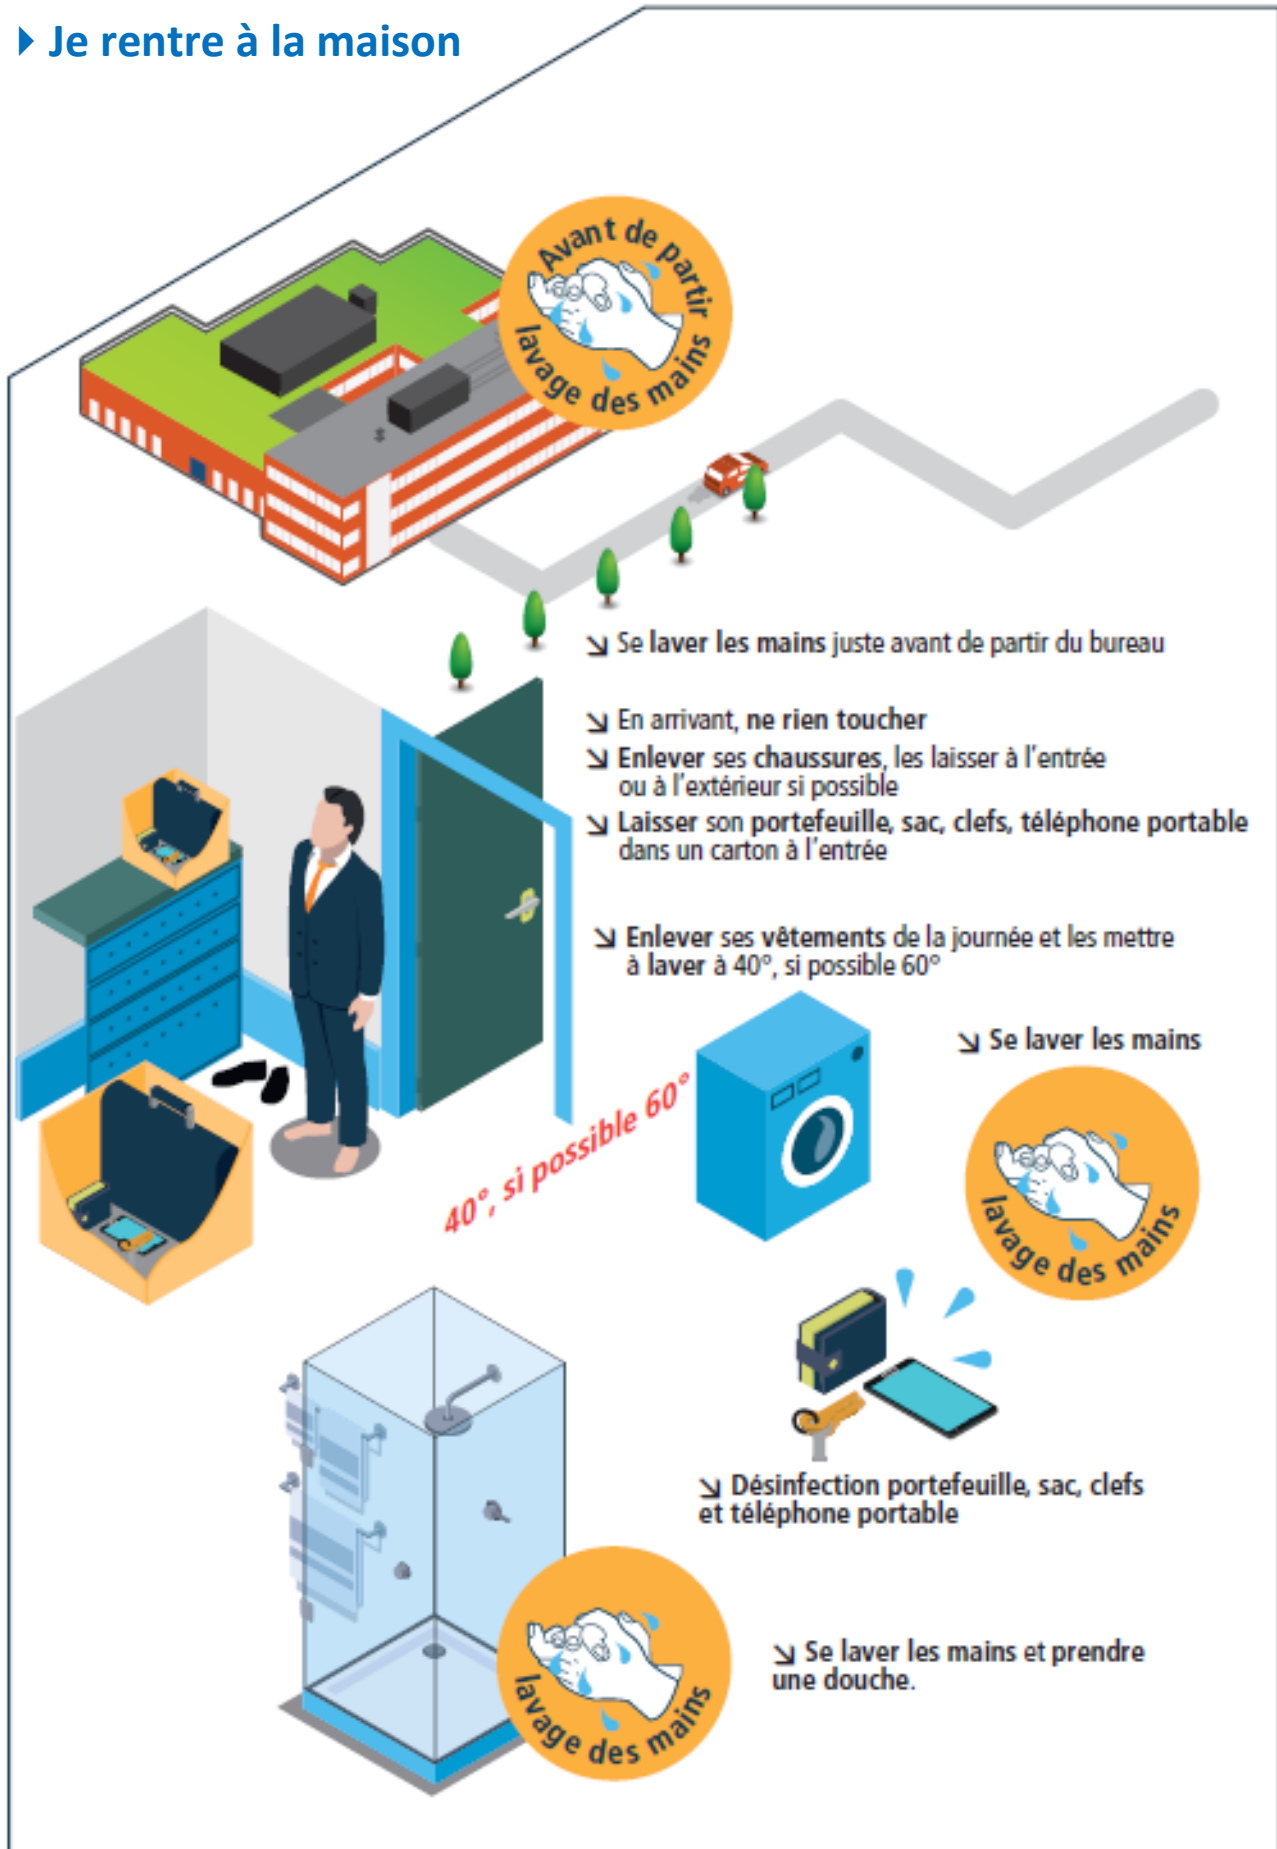 Je rentre à la maison
Avant de partir
lavage des mains
Se laver les mains juste avant de partir du bureau
En arrivant, ne rien toucher
Enlever ses chaussures, les laisser à l'entrée
ou à l'extérieur si possible
Laisser son portefeuille, sac, clefs, téléphone portable
dans un carton à l'entrée
Enlever ses vêtements de la journée et les mettre
à laver à 40°, si possible 60°
40°, si possible 60°
Se laver les mains
lavage des mains
Désinfection portefeuille, sac, clefs
et téléphone portable
Se laver les mains et prendre
une douche.
lavage des mains